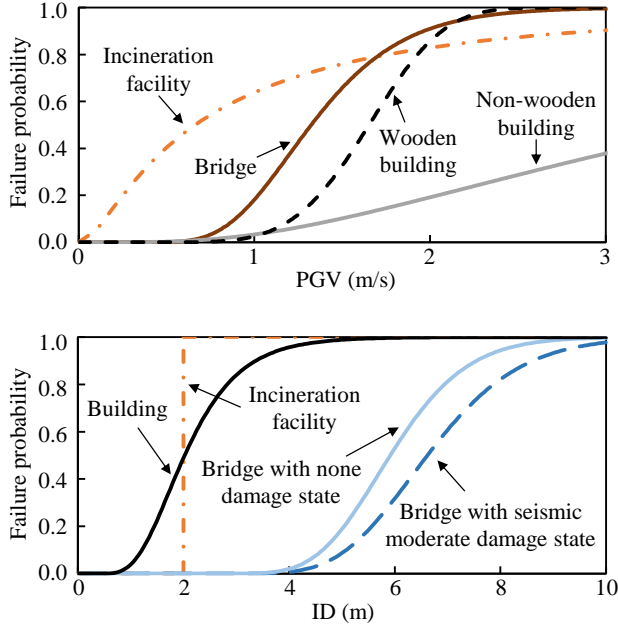 Failure probability
1.0
0.8
0.6
0.4
0.2
0.0
Incineration
facility
Bridge
Wooden
building
Non-wooden
building
0
1
2
3
PGV (m/s)
Failure probability
1.0
0.8
0.6
0.4
0.2
0.0
Building
Incineration
facility
Bridge with none
damage state
Bridge with seismic
moderate damage state
0
2
4
6
8
10
ID (m)